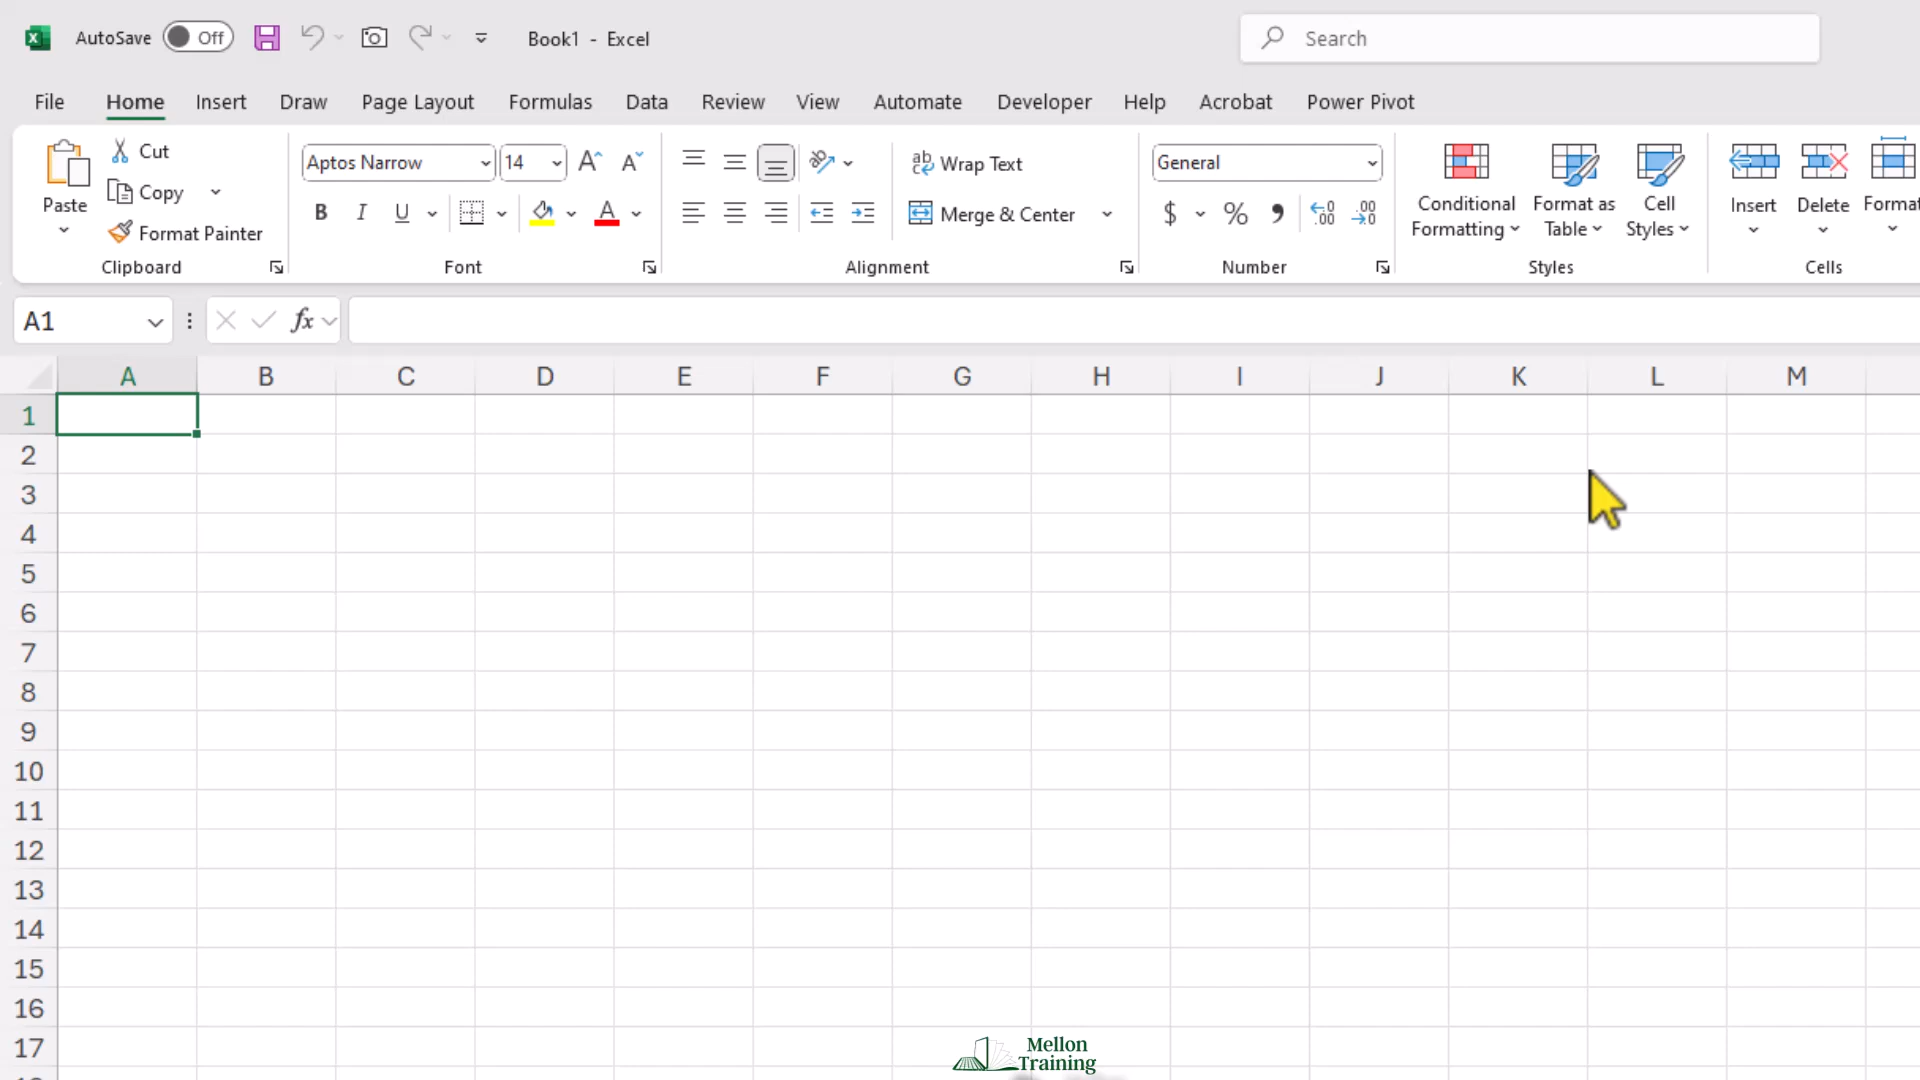 AutoSave Off Book1 - Excel Search
File Home Insert Draw Page Layout Formulas Data Review View Automate Developer Help Acrobat Power Pivot
Paste
Cut
Copy
Format Painter
Clipboard
Aptos Narrow 14
B I U
Font
Wrap Text
Merge & Center
Alignment
General
$ % ,
Number
Conditional
Formatting
Format as
Table
Cell
Styles
Styles
Insert Delete Format
Cells
A1 fx
A B C D E F G H I J K L M
1
2
3
4
5
6
7
8
9
10
11
12
13
14
15
16
17
Mellon
Training